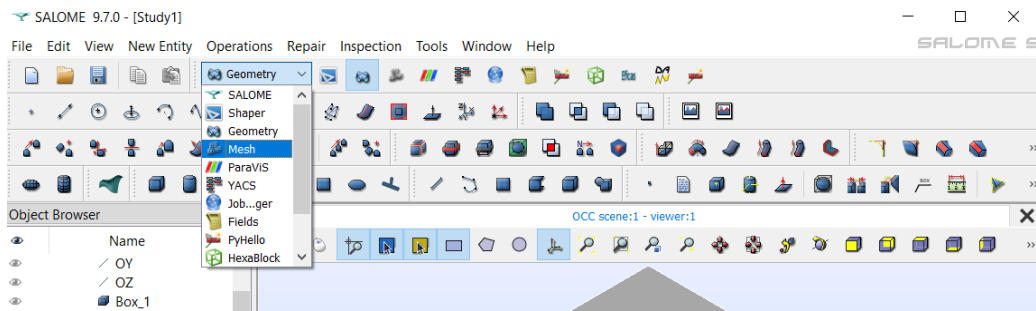 SALOME 9.7.0 - [Study1]
File Edit View New Entity Operations Repair Inspection Tools Window Help
SALOME S
Geometry
SALOME
Shaper
Geometry
Mesh
ParaViS
YACS
Job...ger
Fields
PyHello
HexaBlock
Object Browser
OCC scene:1 - viewer:1
Name
OY
OZ
Box_1